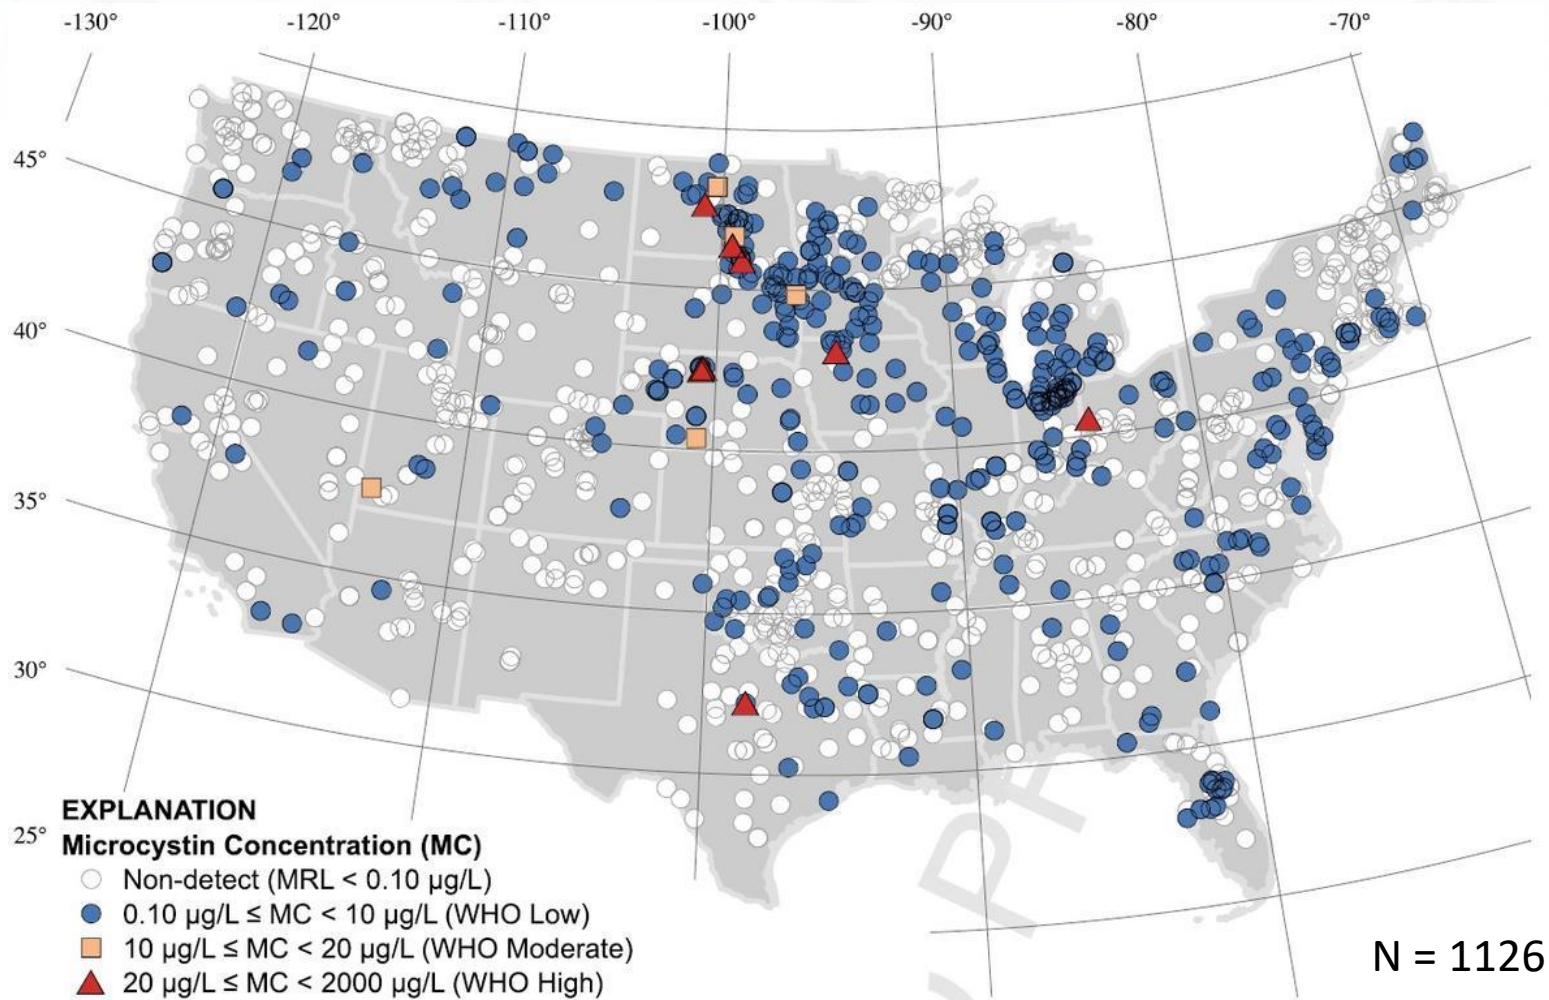 -130° -120° -110° -100° -90° -80° -70°
45°
40°
35°
30°
25°
EXPLANATION
Microcystin Concentration (MC)
Non-detect (MRL < 0.10 µg/L)
0.10 µg/L ≤ MC < 10 µg/L (WHO Low)
10 µg/L ≤ MC < 20 µg/L (WHO Moderate)
20 µg/L ≤ MC < 2000 µg/L (WHO High)
N = 1126